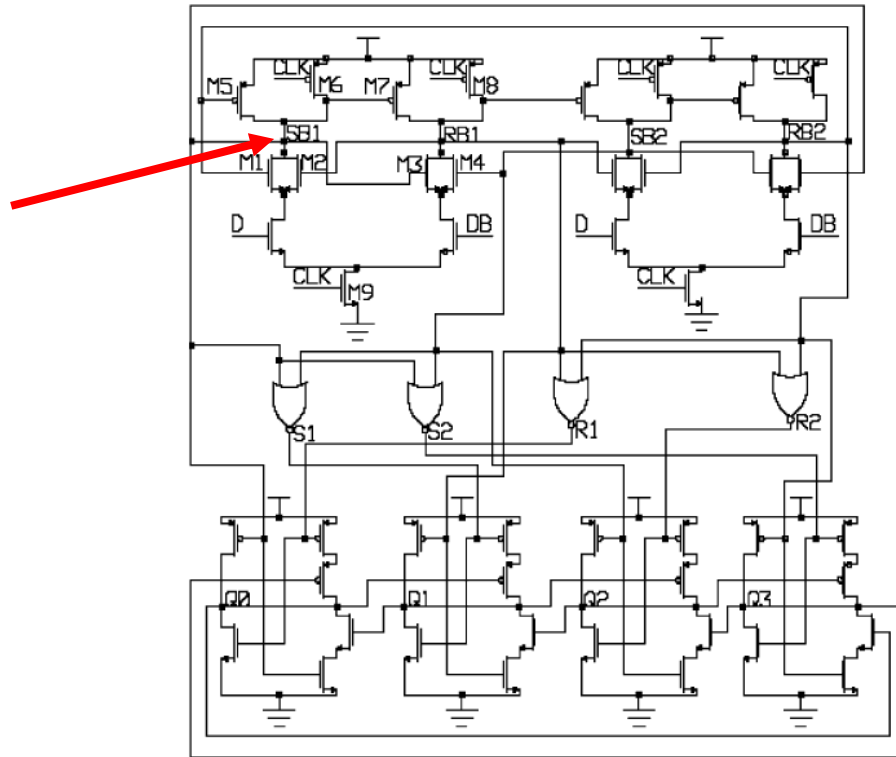 CLK CLK CLK CLK
M5 M6 M7 M8
SB1 RB1 SB2 RB2
M1 M2 M3 M4
D DB D DB
CLK M9 CLK
S1 S2 R1 R2
Q0 Q1 Q2 Q3